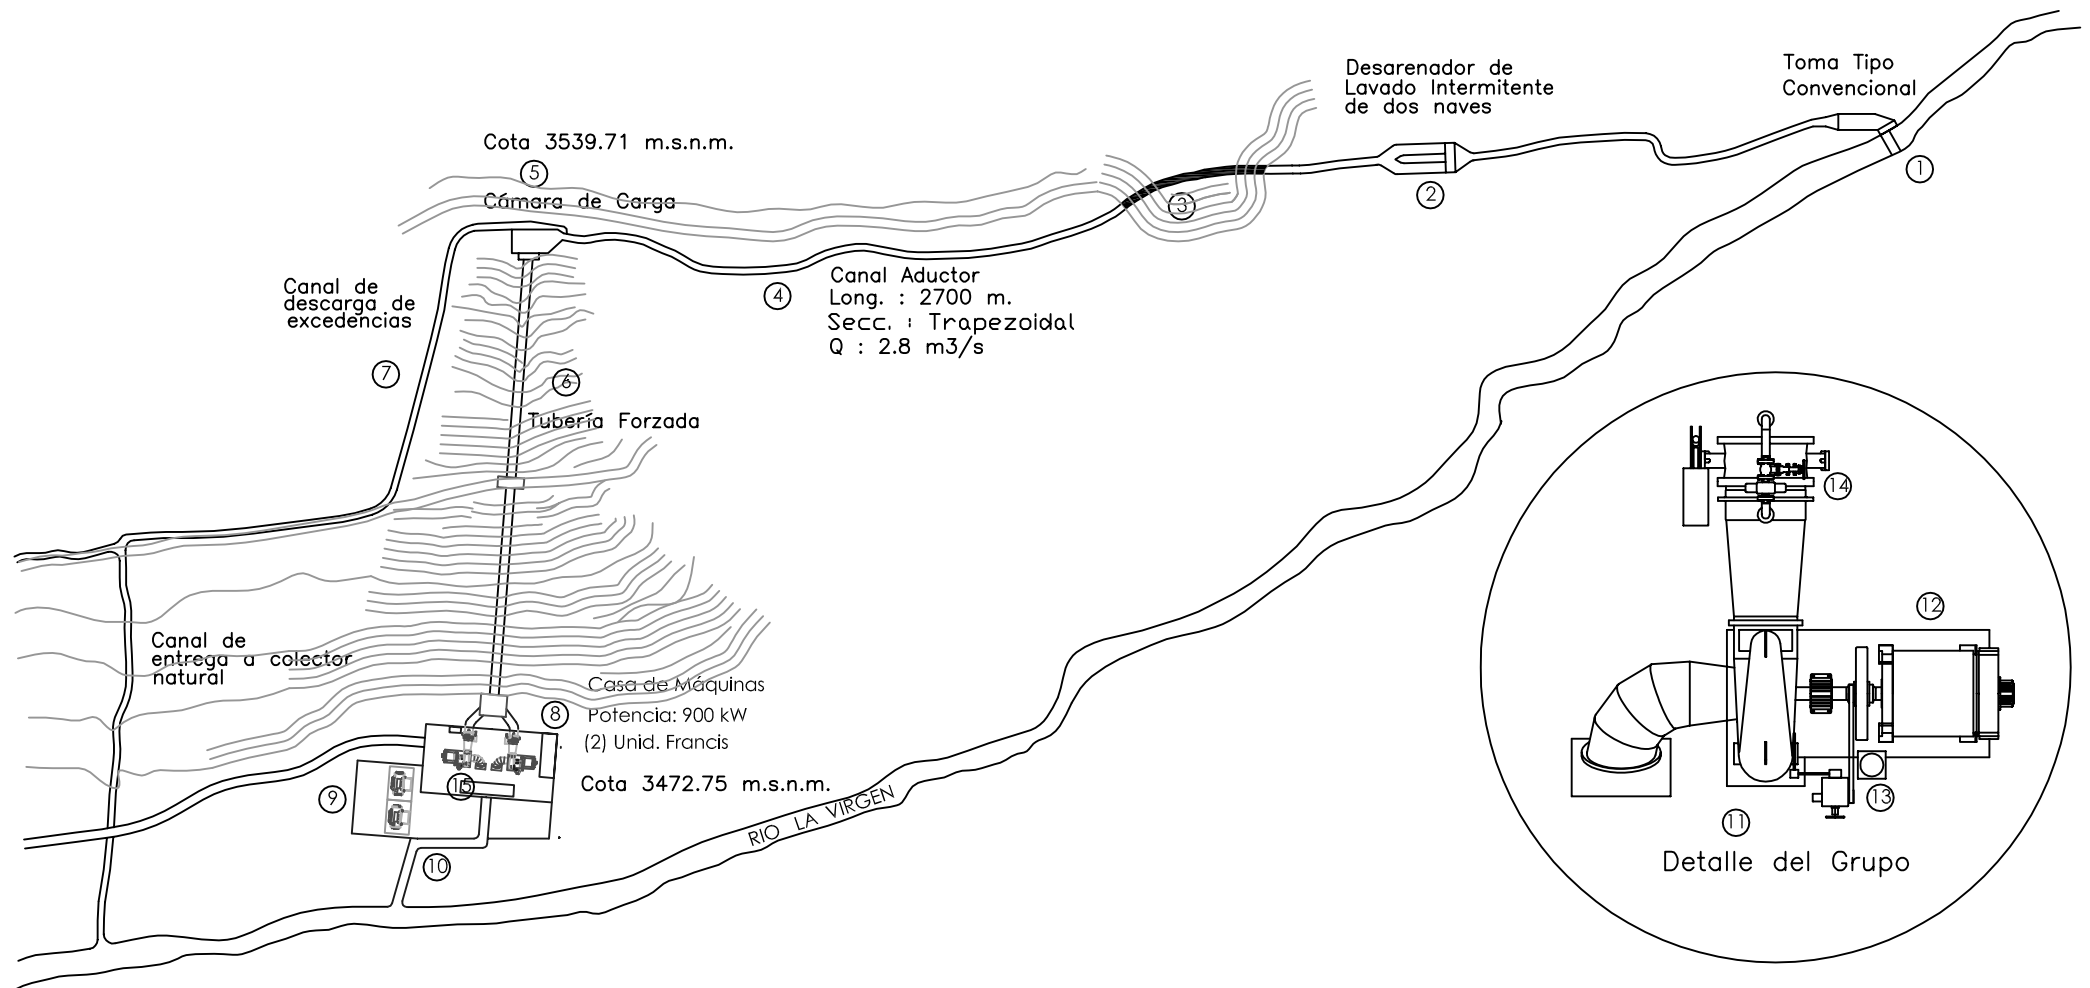 Toma Tipo
Convencional
1
Desarenador de
Lavado Intermitente
de dos naves
2
3
Cota 3539.71 m.s.n.m.
5
Cámara de Carga
4
Canal Aductor
Long. : 2700 m.
Secc. : Trapezoidal
Q : 2.8 m3/s
Canal de
descarga de
excedencias
7
6
Tubería Forzada
Canal de
entrega a colector
natural
Casa de Máquinas
8
Potencia: 900 kW
(2) Unid. Francis
Cota 3472.75 m.s.n.m.
15
9
10
RIO LA VIRGEN
14
12
13
11
Detalle del Grupo